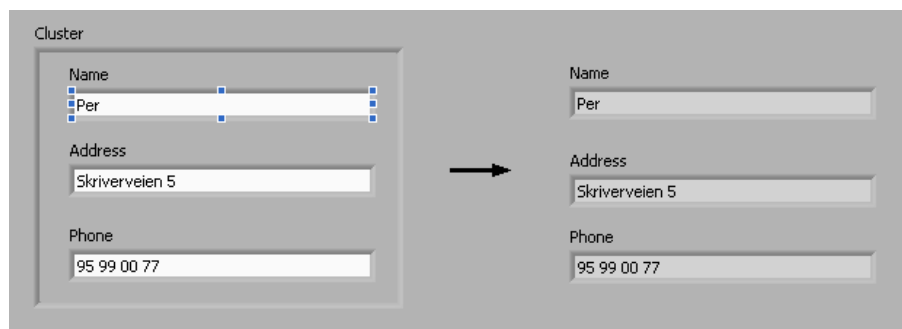 Cluster
Name
Per
Address
Skriverveien 5
Phone
95 99 00 77
Name
Per
Address
Skriverveien 5
Phone
95 99 00 77